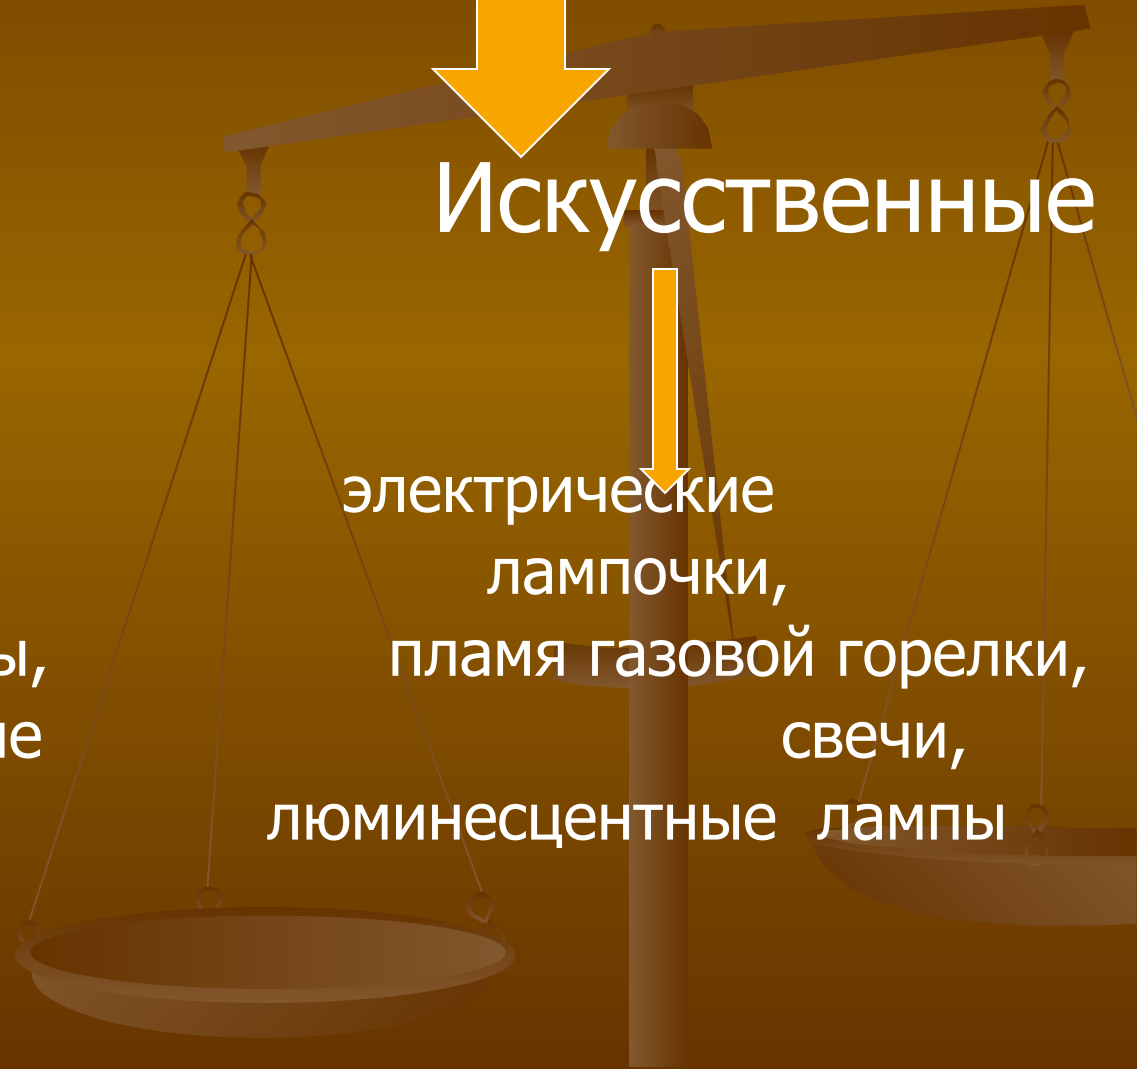 Искусственные
электрические
лампочки,
пламя газовой горелки,
свечи,
люминесцентные лампы